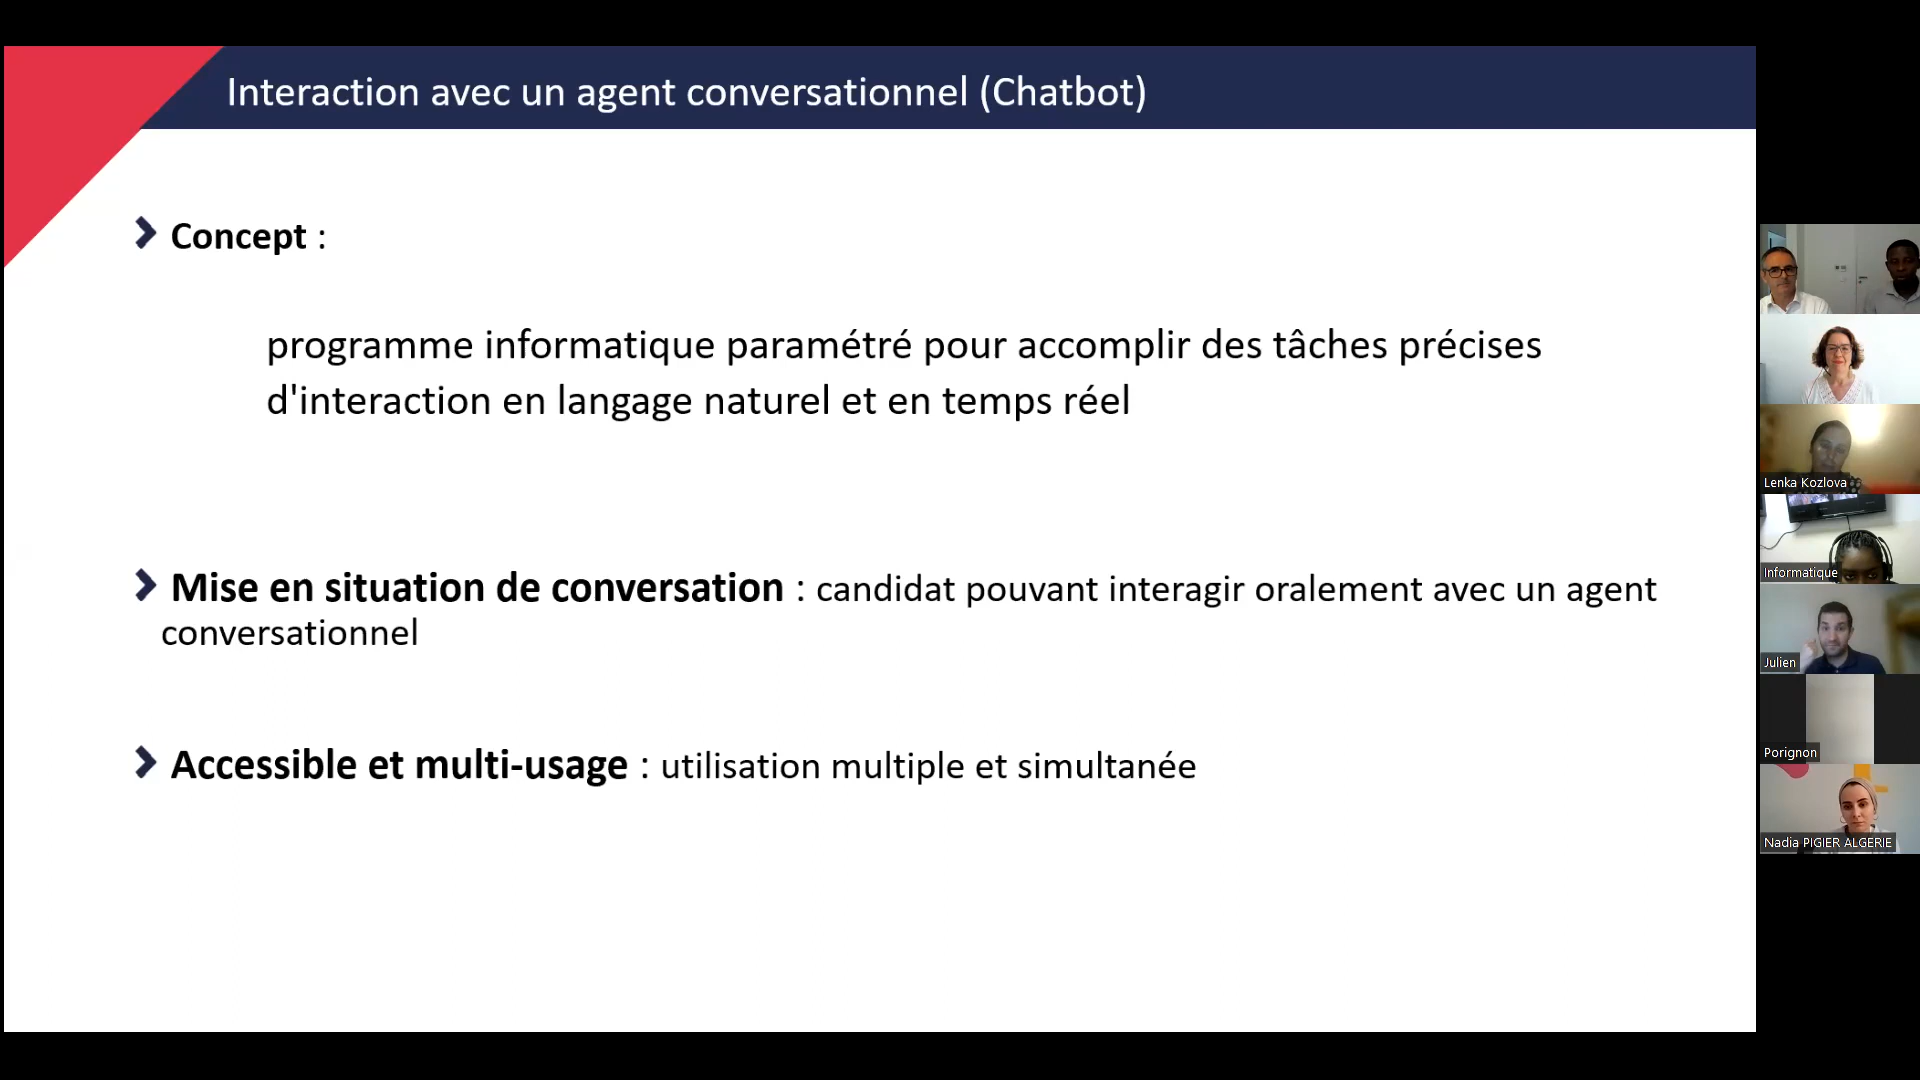 Interaction avec un agent conversationnel (Chatbot)
Concept :
programme informatique paramétré pour accomplir des tâches précises
d'interaction en langage naturel et en temps réel
Mise en situation de conversation : candidat pouvant interagir oralement avec un agent
conversationnel
Accessible et multi-usage : utilisation multiple et simultanée
Lenka Kozlova
Informatique
Julien
Porignon
Nadia PIGIER ALGERIE